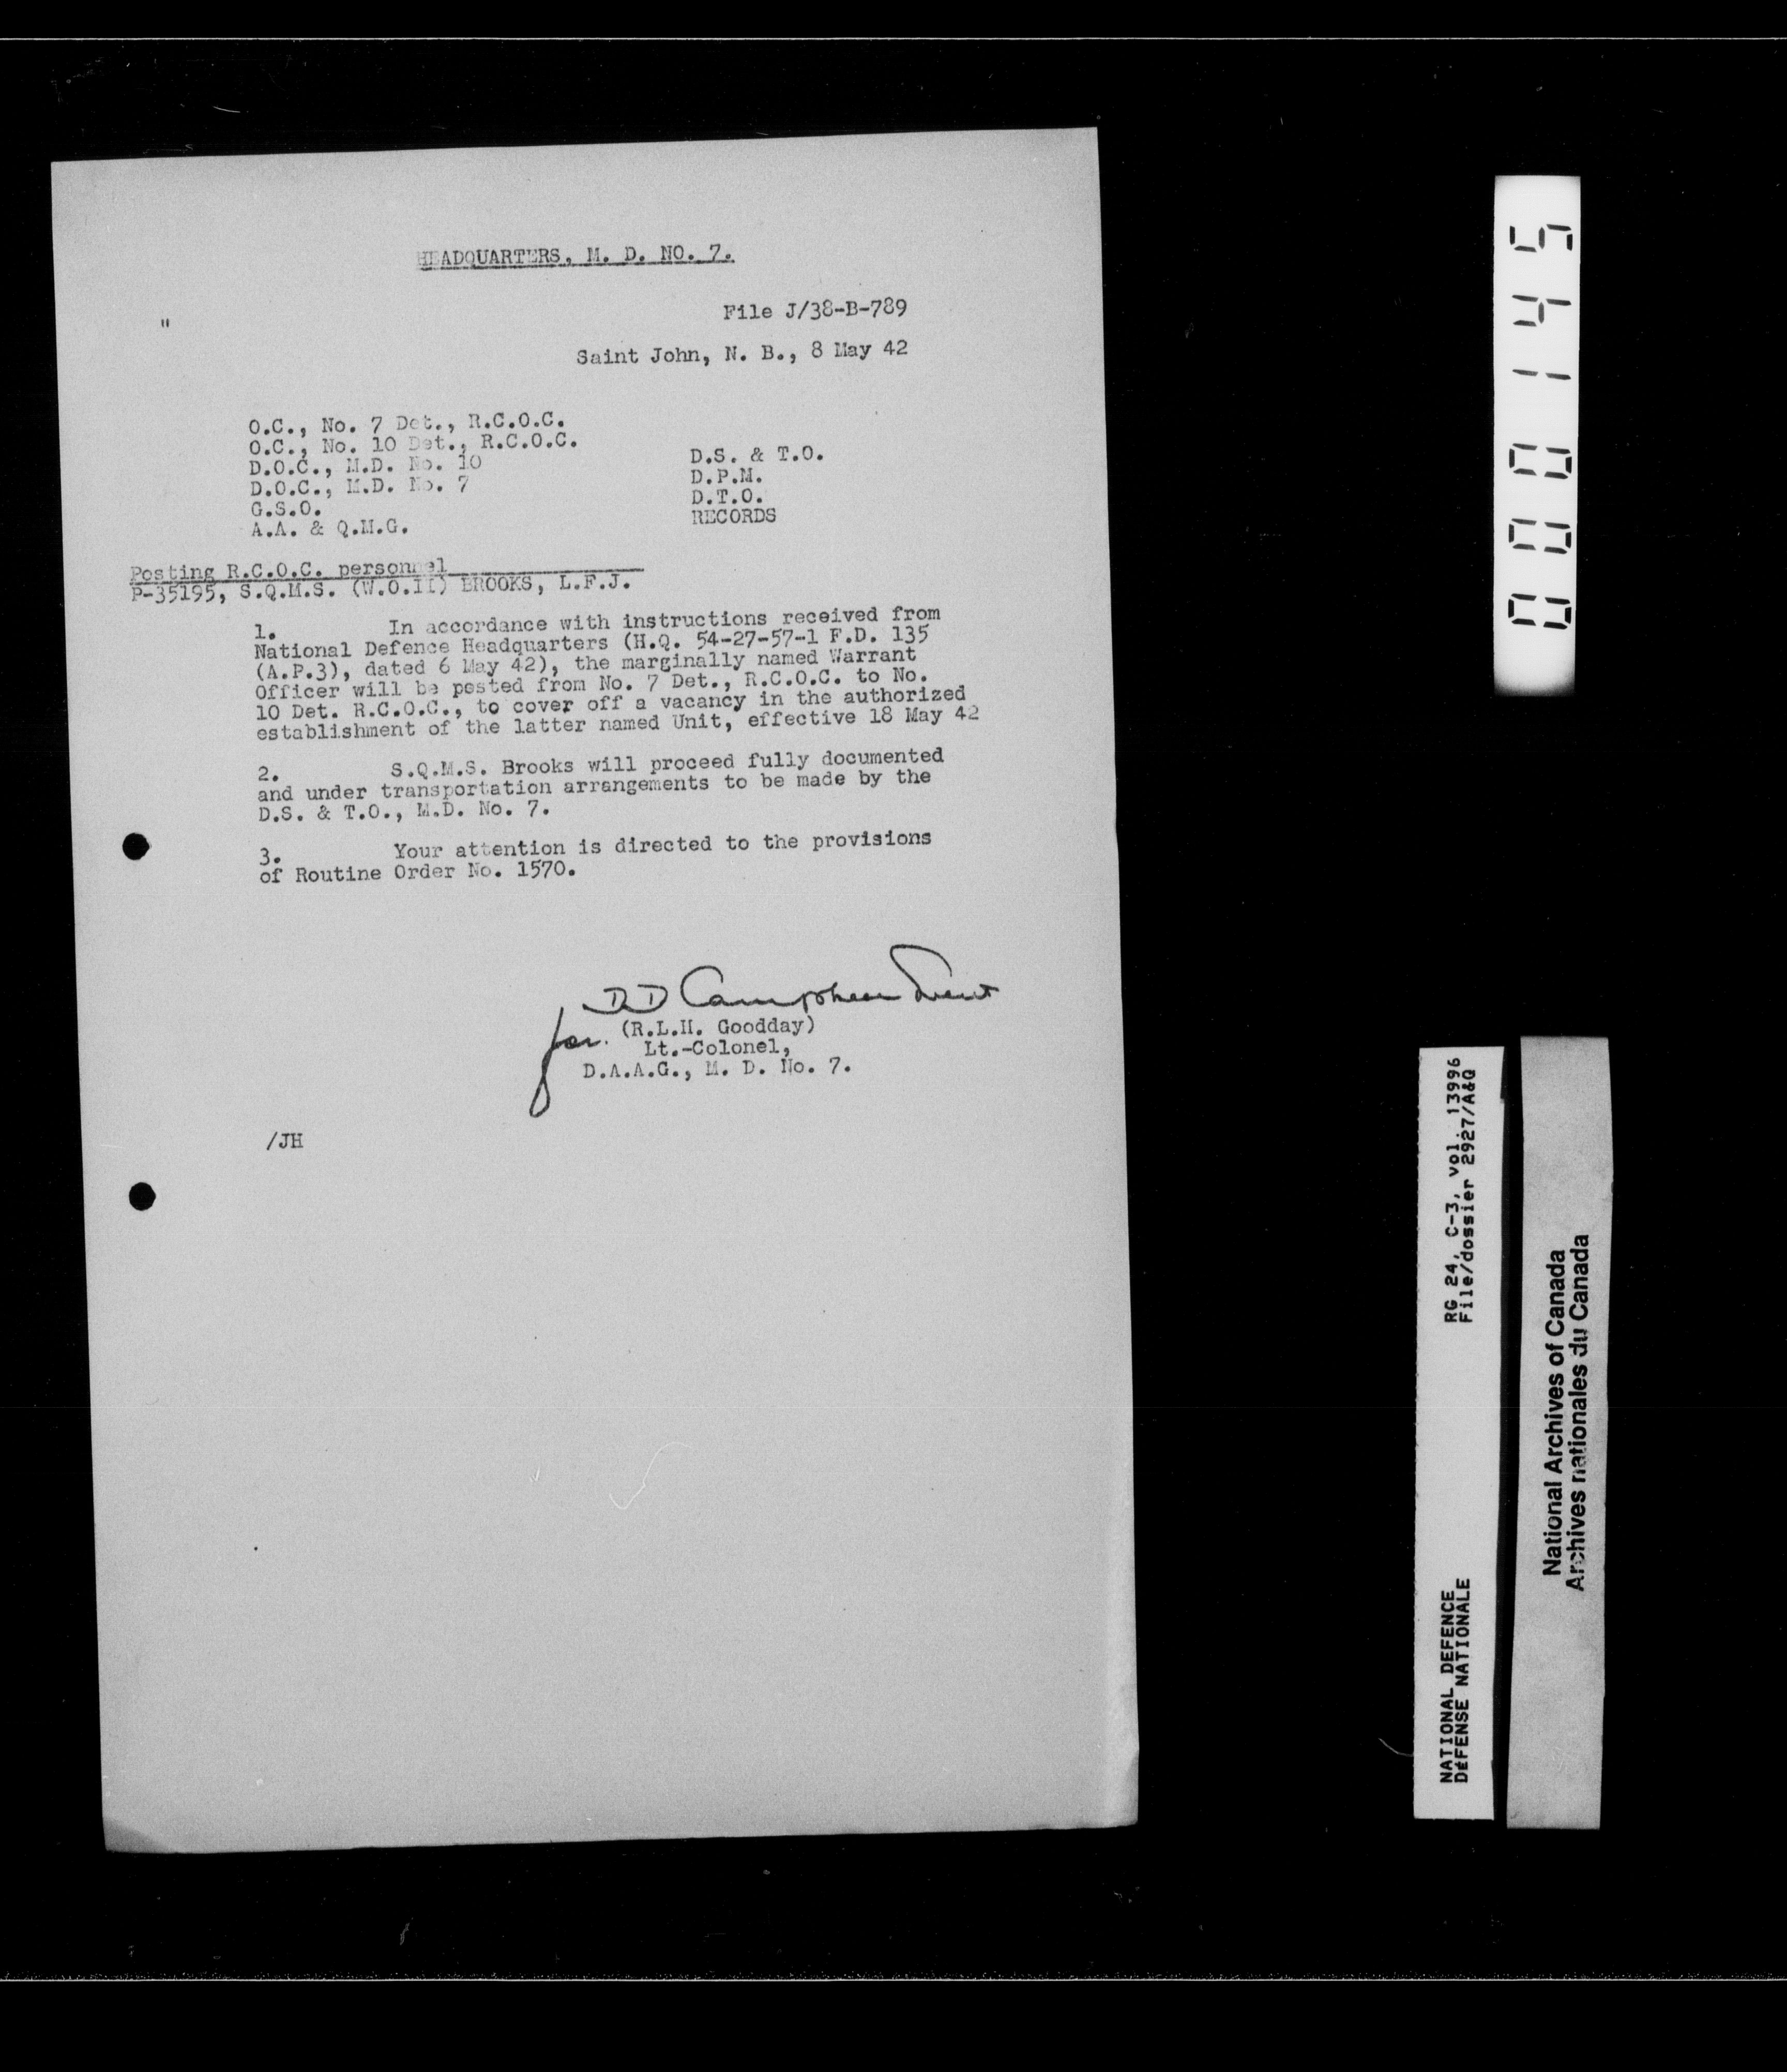 HEADQUARTERS, M. D. NO. 7.
File J/38-B-789
"
Saint John, N. B., 8 May 42
O.C., No. 7 Det., R.C.O.C.
O.C., No. 10 Det., R.C.O.C.
D.O.C., M.D. No. 10
D.O.C., M.D. No. 7
G.S.O.
A.A. & Q.M.G.
D.S. & T.O.
D.P.M.
D.T.O.
RECORDS
Posting R.C.O.C. personnel
P-35195, S.Q.M.S. (W.O.II) BROOKS, L.F.J.
1. In accordance with instructions received from
National Defence Headquarters (H.Q. 54-27-57-1 F.D. 135
(A.P.3), dated 6 May 42), the marginally named Warrant
Officer will be posted from No. 7 Det., R.C.O.C. to No.
10 Det. R.C.O.C., to cover off a vacancy in the authorized
establishment of the latter named Unit, effective 18 May 42
2. S.Q.M.S. Brooks will proceed fully documented
and under transportation arrangements to be made by the
D.S. & T.O., M.D. No. 7.
3. Your attention is directed to the provisions
of Routine Order No. 1570.
for. (R.L.H. Goodday)
Lt.-Colonel,
D.A.A.G., M. D. No. 7.
/JH
000145
RG 24, C-3, vol. 13996
File/dossier 2927/A&Q
NATIONAL DEFENCE
DéFENSE NATIONALE
National Archives of Canada
Archives nationales du Canada